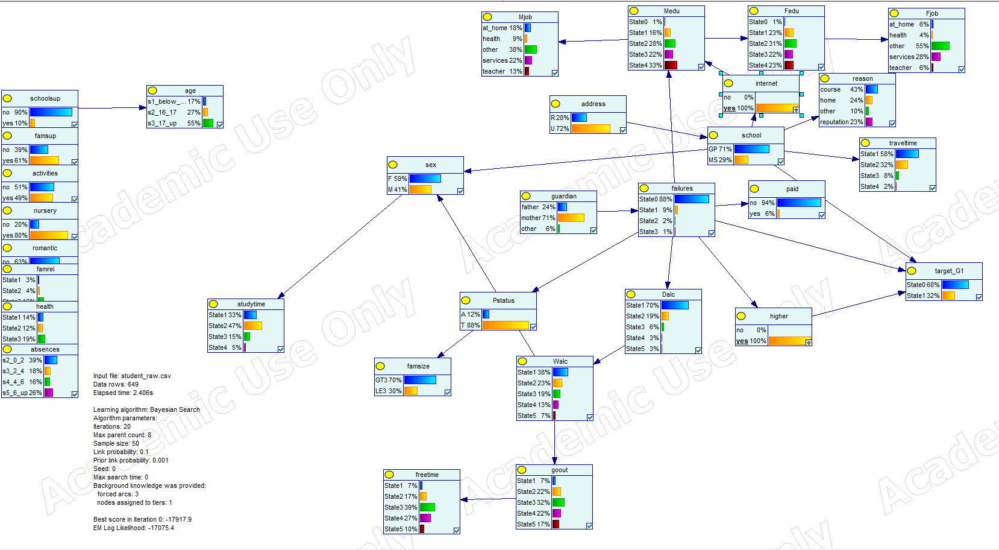 Mjob
at_home 18%
health 9%
other 38%
services 22%
teacher 13%
Medu
State0 1%
State1 16%
State2 28%
State3 22%
State4 33%
Fedu
State0 1%
State1 23%
State2 31%
State3 22%
State4 23%
Fjob
at_home 6%
health 4%
other 55%
services 28%
teacher 6%
internet
no 0%
yes 100%
reason
course 43%
home 24%
other 10%
reputation 23%
schoolsup
no 90%
yes 10%
age
s1_below_... 17%
s2_16_17 27%
s3_17_up 55%
address
R 28%
U 72%
school
GP 71%
MS 29%
traveltime
State1 58%
State2 32%
State3 8%
State4 2%
famsup
no 39%
yes 61%
activities
no 51%
yes 49%
nursery
no 20%
yes 80%
romantic
no 63%
famrel
State1 3%
State2 4%
State3 16%
health
State1 14%
State2 12%
State3 19%
absences
s2_0_2 39%
s3_2_4 18%
s4_4_6 16%
s5_6_up 26%
sex
F 59%
M 41%
guardian
father 24%
mother 71%
other 6%
failures
State0 88%
State1 9%
State2 2%
State3 1%
paid
no 94%
yes 6%
target_G1
State0 68%
State1 32%
studytime
State1 33%
State2 47%
State3 15%
State4 5%
Pstatus
A 12%
T 88%
Dalc
State1 70%
State2 19%
State3 6%
State4 3%
State5 3%
higher
no 0%
yes 100%
famsize
GT3 70%
LE3 30%
Walc
State1 38%
State2 23%
State3 19%
State4 13%
State5 7%
freetime
State1 7%
State2 17%
State3 39%
State4 27%
State5 10%
goout
State1 7%
State2 22%
State3 32%
State4 22%
State5 17%
Input file: student_raw.csv
Data rows: 649
Elapsed time: 2.406s
Learning algorithm: Bayesian Search
Algorithm parameters:
Iterations: 20
Max parent count: 8
Sample size: 50
Link probability: 0.1
Prior link probability: 0.001
Seed: 0
Max search time: 0
Background knowledge was provided:
forced arcs: 3
nodes assigned to tiers: 1
Best score in iteration 0: -17917.9
EM Log Likelihood: -17075.4
Academic Use Only
Academic Use Only
Academic Use Only
Academic Use Only